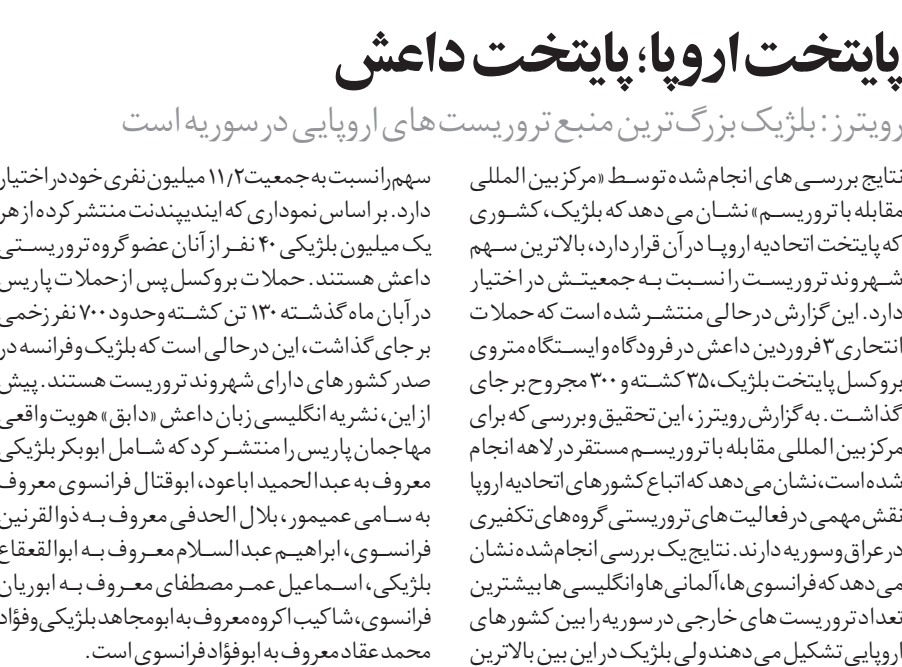 پایتخت اروپا؛ پایتخت داعش
رویترز: بلژیک بزرگ‌ترین منبع تروریست‌های اروپایی در سوریه است
نتایج بررسی‌های انجام شده توسط «مرکز بین المللی
مقابله با تروریسم» نشان می دهد که بلژیک، کشوری
که پایتخت اتحادیه اروپا در آن قرار دارد، بالاترین سهم
شهروند تروریست را نسبت به جمعیتش در اختیار
دارد. این گزارش در حالی منتشر شده است که حملات
انتحاری ۳ فروردین داعش در فرودگاه و ایستگاه متروی
بروکسل پایتخت بلژیک، ۳۵ کشته و ۳۰۰ مجروح بر جای
گذاشت. به گزارش رویترز، این تحقیق و بررسی که برای
مرکز بین المللی مقابله با تروریسم مستقر در لاهه انجام
شده است، نشان می دهد که اتباع کشورهای اتحادیه اروپا
نقش مهمی در فعالیت‌های تروریستی گروه‌های تکفیری
در عراق و سوریه دارند. نتایج یک بررسی انجام شده نشان
می دهد که فرانسوی ها، آلمانی ها و انگلیسی ها بیشترین
تعداد تروریست های خارجی در سوریه را بین کشورهای
اروپایی تشکیل می دهند ولی بلژیک در این بین بالاترین
سهم را نسبت به جمعیت ۱۱/۲ میلیون نفری خود در اختیار
دارد. بر اساس نموداری که ایندیپندنت منتشر کرده از هر
یک میلیون بلژیکی ۴۰ نفر از آنان عضو گروه تروریستی
داعش هستند. حملات بروکسل پس از حملات پاریس
در آبان ماه گذشته ۱۳۰ تن کشته و حدود ۷۰۰ نفر زخمی
بر جای گذاشت، این در حالی است که بلژیک و فرانسه در
صدر کشورهای دارای شهروند تروریست هستند. پیش
از این، نشریه انگلیسی زبان داعش «دابق» هویت واقعی
مهاجمان پاریس را منتشر کرد که شامل ابوبکر بلژیکی
معروف به عبدالحمید اباعود، ابوقتال فرانسوی معروف
به سامی عمیمور، بلال الحدفی معروف به ذوالقرنین
فرانسوی، ابراهیم عبدالسلام معروف به ابوالقعقاع
بلژیکی، اسماعیل عمر مصطفای معروف به ابوریان
فرانسوی، شاکیب اکروه معروف به ابومجاهد بلژیکی و فؤاد
محمد عقاد معروف به ابوفؤاد فرانسوی است.